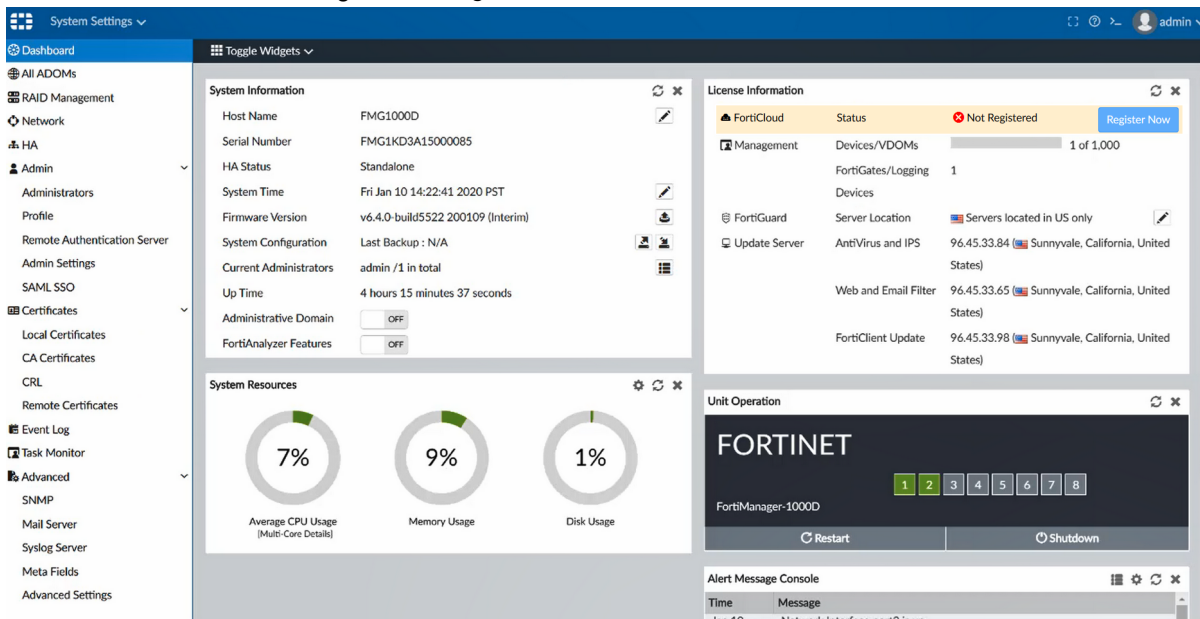 System Settings
admin
Dashboard
Toggle Widgets
All ADOMs
RAID Management
Network
HA
Admin
Administrators
Profile
Remote Authentication Server
Admin Settings
SAML SSO
Certificates
Local Certificates
CA Certificates
CRL
Remote Certificates
Event Log
Task Monitor
Advanced
SNMP
Mail Server
Syslog Server
Meta Fields
Advanced Settings
System Information
Host Name FMG1000D
Serial Number FMG1KD3A15000085
HA Status Standalone
System Time Fri Jan 10 14:22:41 2020 PST
Firmware Version v6.4.0-build5522 200109 (Interim)
System Configuration Last Backup : N/A
Current Administrators admin /1 in total
Up Time 4 hours 15 minutes 37 seconds
Administrative Domain OFF
FortiAnalyzer Features OFF
System Resources
7% 9% 1%
Average CPU Usage Memory Usage Disk Usage
[Multi-Core Details]
License Information
FortiCloud Status Not Registered Register Now
Management Devices/VDOMs 1 of 1,000
FortiGates/Logging 1
Devices
FortiGuard Server Location Servers located in US only
Update Server AntiVirus and IPS 96.45.33.84 ( Sunnyvale, California, United
States)
Web and Email Filter 96.45.33.65 ( Sunnyvale, California, United
States)
FortiClient Update 96.45.33.98 ( Sunnyvale, California, United
States)
Unit Operation
FORTINET
1 2 3 4 5 6 7 8
FortiManager-1000D
Restart Shutdown
Alert Message Console
Time Message